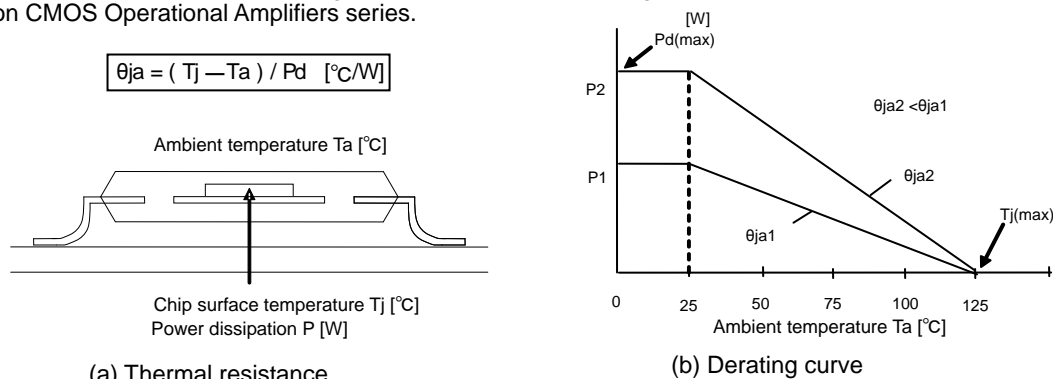 on CMOS Operational Amplifiers series.
θja = ( Tj — Ta ) / Pd [°C/W]
Ambient temperature Ta [°C]
Chip surface temperature Tj [°C]
Power dissipation P [W]
(a) Thermal resistance
[W]
Pd(max)
P2
θja2 <θja1
P1
θja2
Tj(max)
θja1
0 25 50 75 100 125
Ambient temperature Ta [°C]
(b) Derating curve